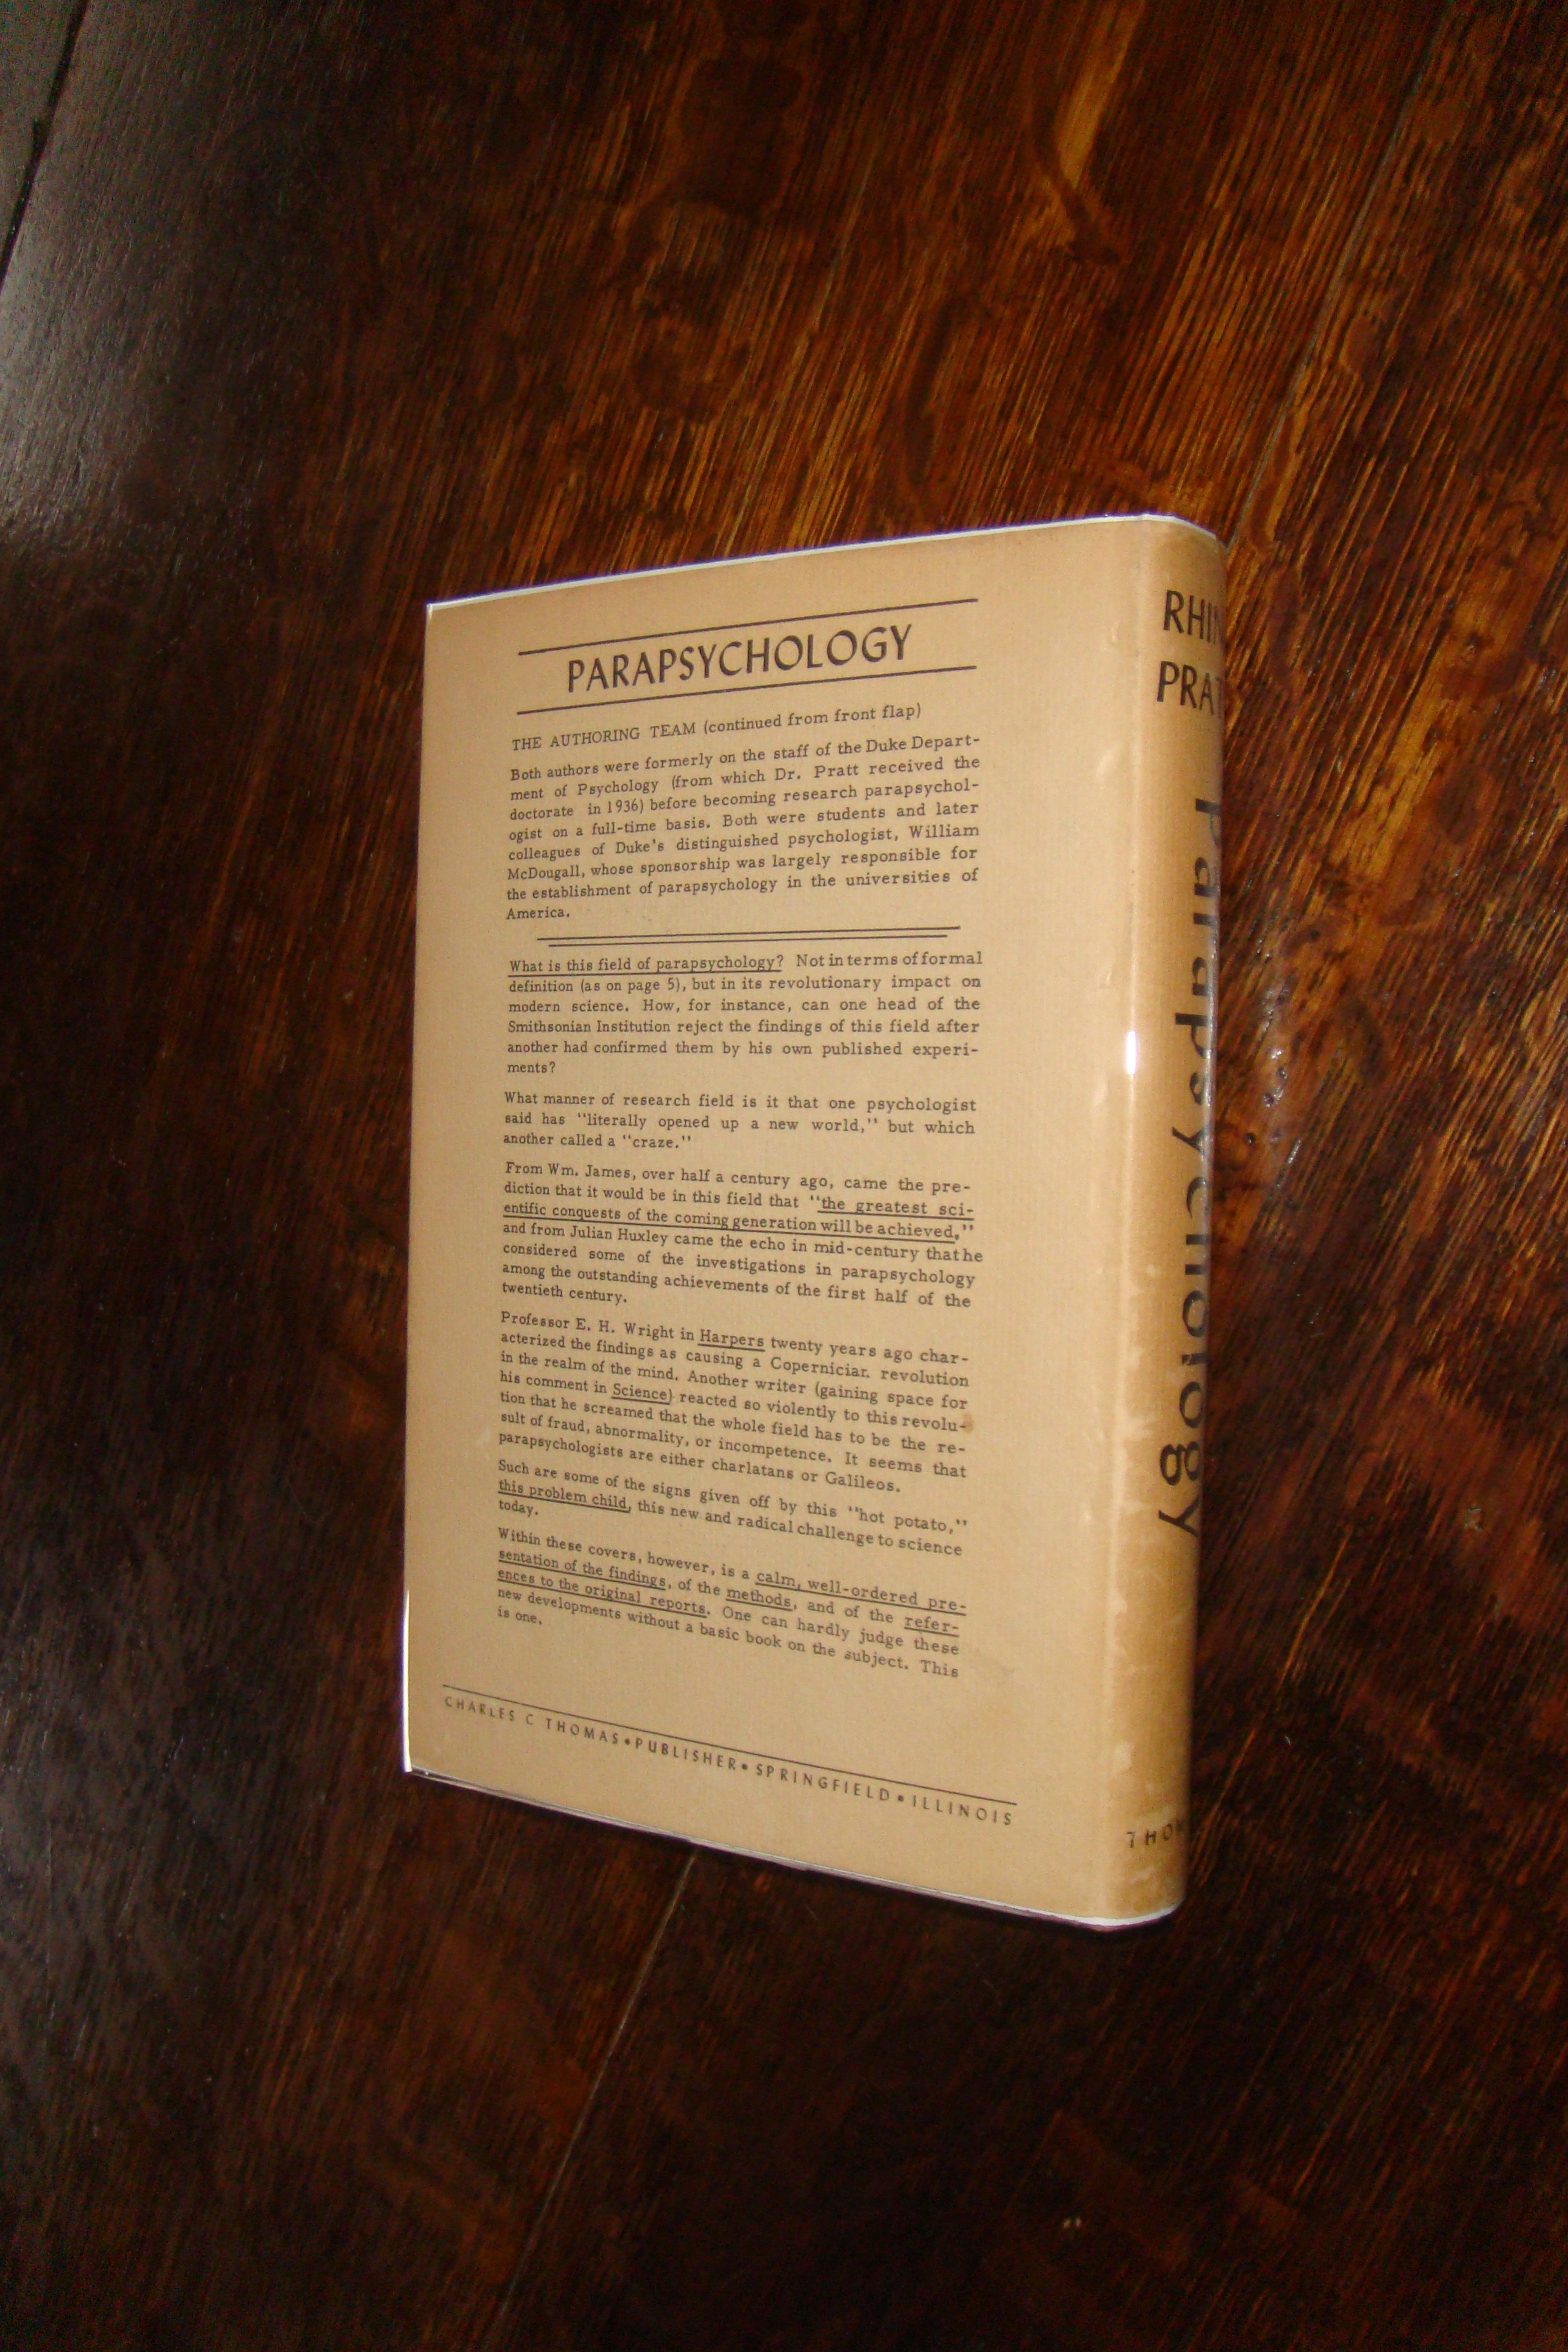 PARAPSYCHOLOGY
THE AUTHORING TEAM (continued from front flap)
Both authors were formerly on the staff of the Duke Depart-
ment of Psychology (from which Dr. Pratt received the
doctorate in 1936) before becoming research parapsychol-
ogist on a full-time basis. Both were students and later
colleagues of Duke's distinguished psychologist, William
McDougall, whose sponsorship was largely responsible for
the establishment of parapsychology in the universities of
America.
What is this field of parapsychology? Not in terms of formal
definition (as on page 5), but in its revolutionary impact on
modern science. How, for instance, can one head of the
Smithsonian Institution reject the findings of this field after
another had confirmed them by his own published experi-
ments?
What manner of research field is it that one psychologist
said has "literally opened up a new world," but which
another called a "craze."
From Wm. James, over half a century ago, came the pre-
diction that it would be in this field that "the greatest sci-
entific conquests of the coming generation will be achieved,"
and from Julian Huxley came the echo in mid-century that he
considered some of the investigations in parapsychology
among the outstanding achievements of the first half of the
twentieth century.
Professor E. H. Wright in Harpers twenty years ago char-
acterized the findings as causing a Copernician revolution
in the realm of the mind. Another writer (gaining space for
his comment in Science) reacted so violently to this revolu-
tion that he screamed that the whole field has to be the re-
sult of fraud, abnormality, or incompetence. It seems that
parapsychologists are either charlatans or Galileos.
Such are some of the signs given off by this "hot potato,"
this problem child, this new and radical challenge to science
today.
Within these covers, however, is a calm, well-ordered pre-
sentation of the findings, of the methods, and of the refer-
ences to the original reports. One can hardly judge these
new developments without a basic book on the subject. This
is one.
CHARLES C THOMAS • PUBLISHER • SPRINGFIELD • ILLINOIS
RHIN
PRAT
Parapsychology
THOM